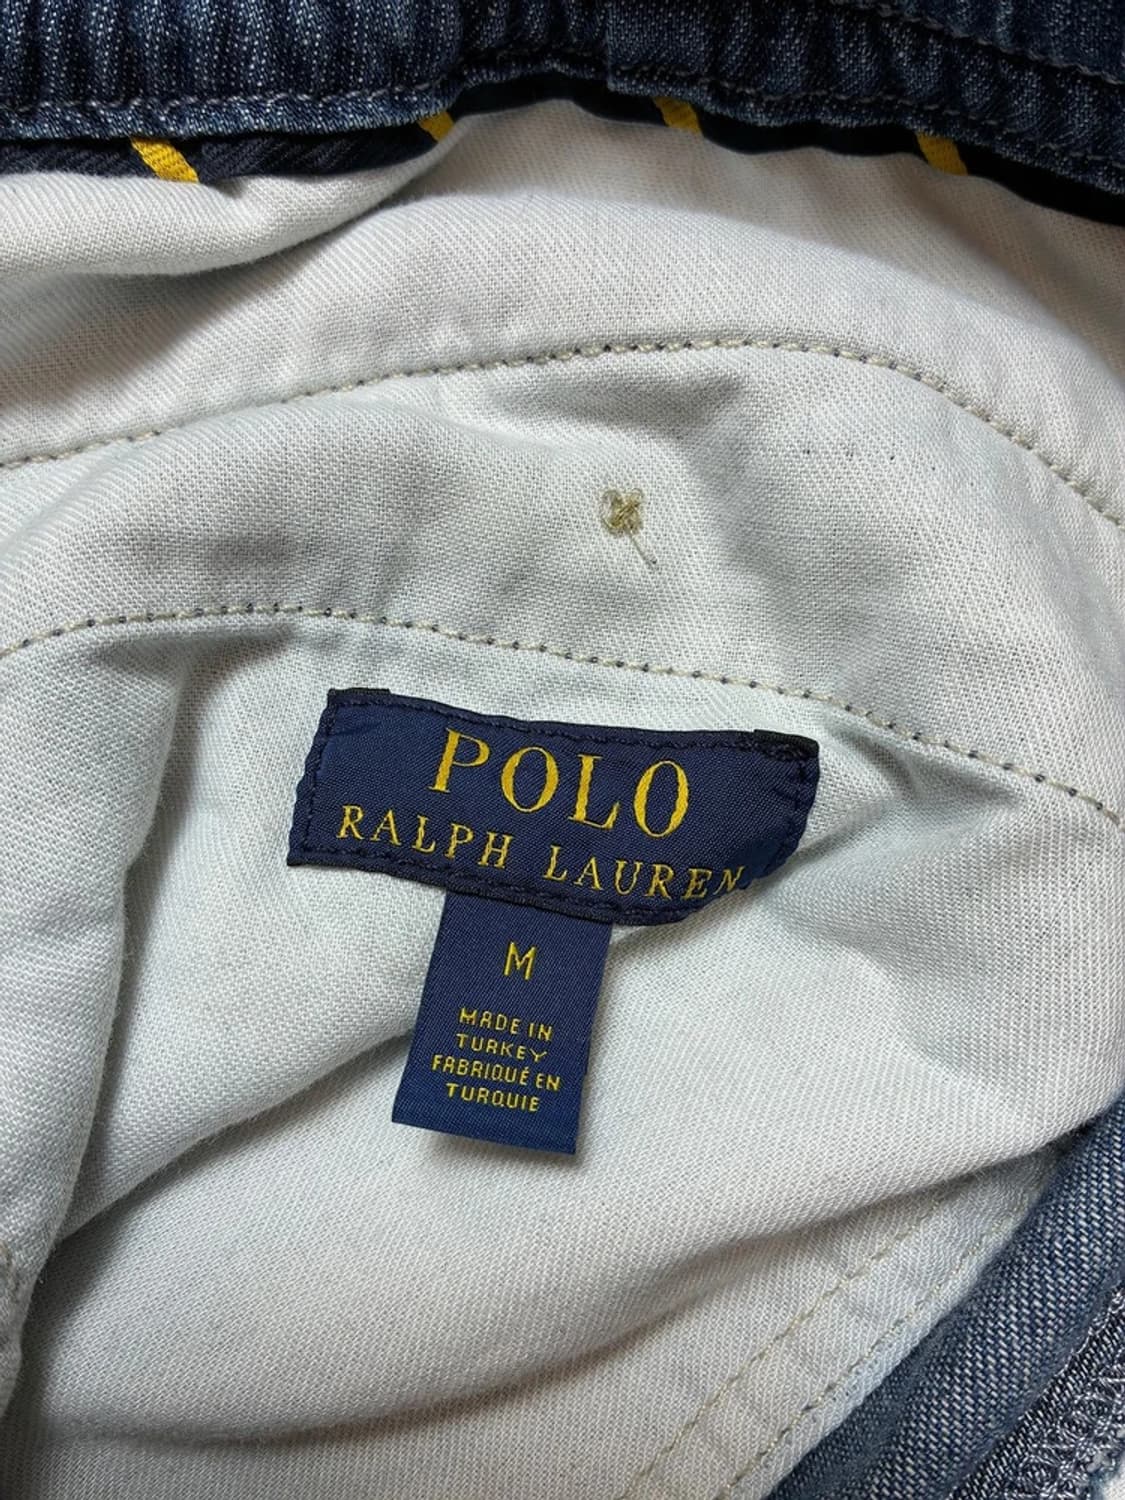 POLO
RALPH LAUREN
M
MADE IN
TURKEY
FABRIQUÉ EN
TURQUIE